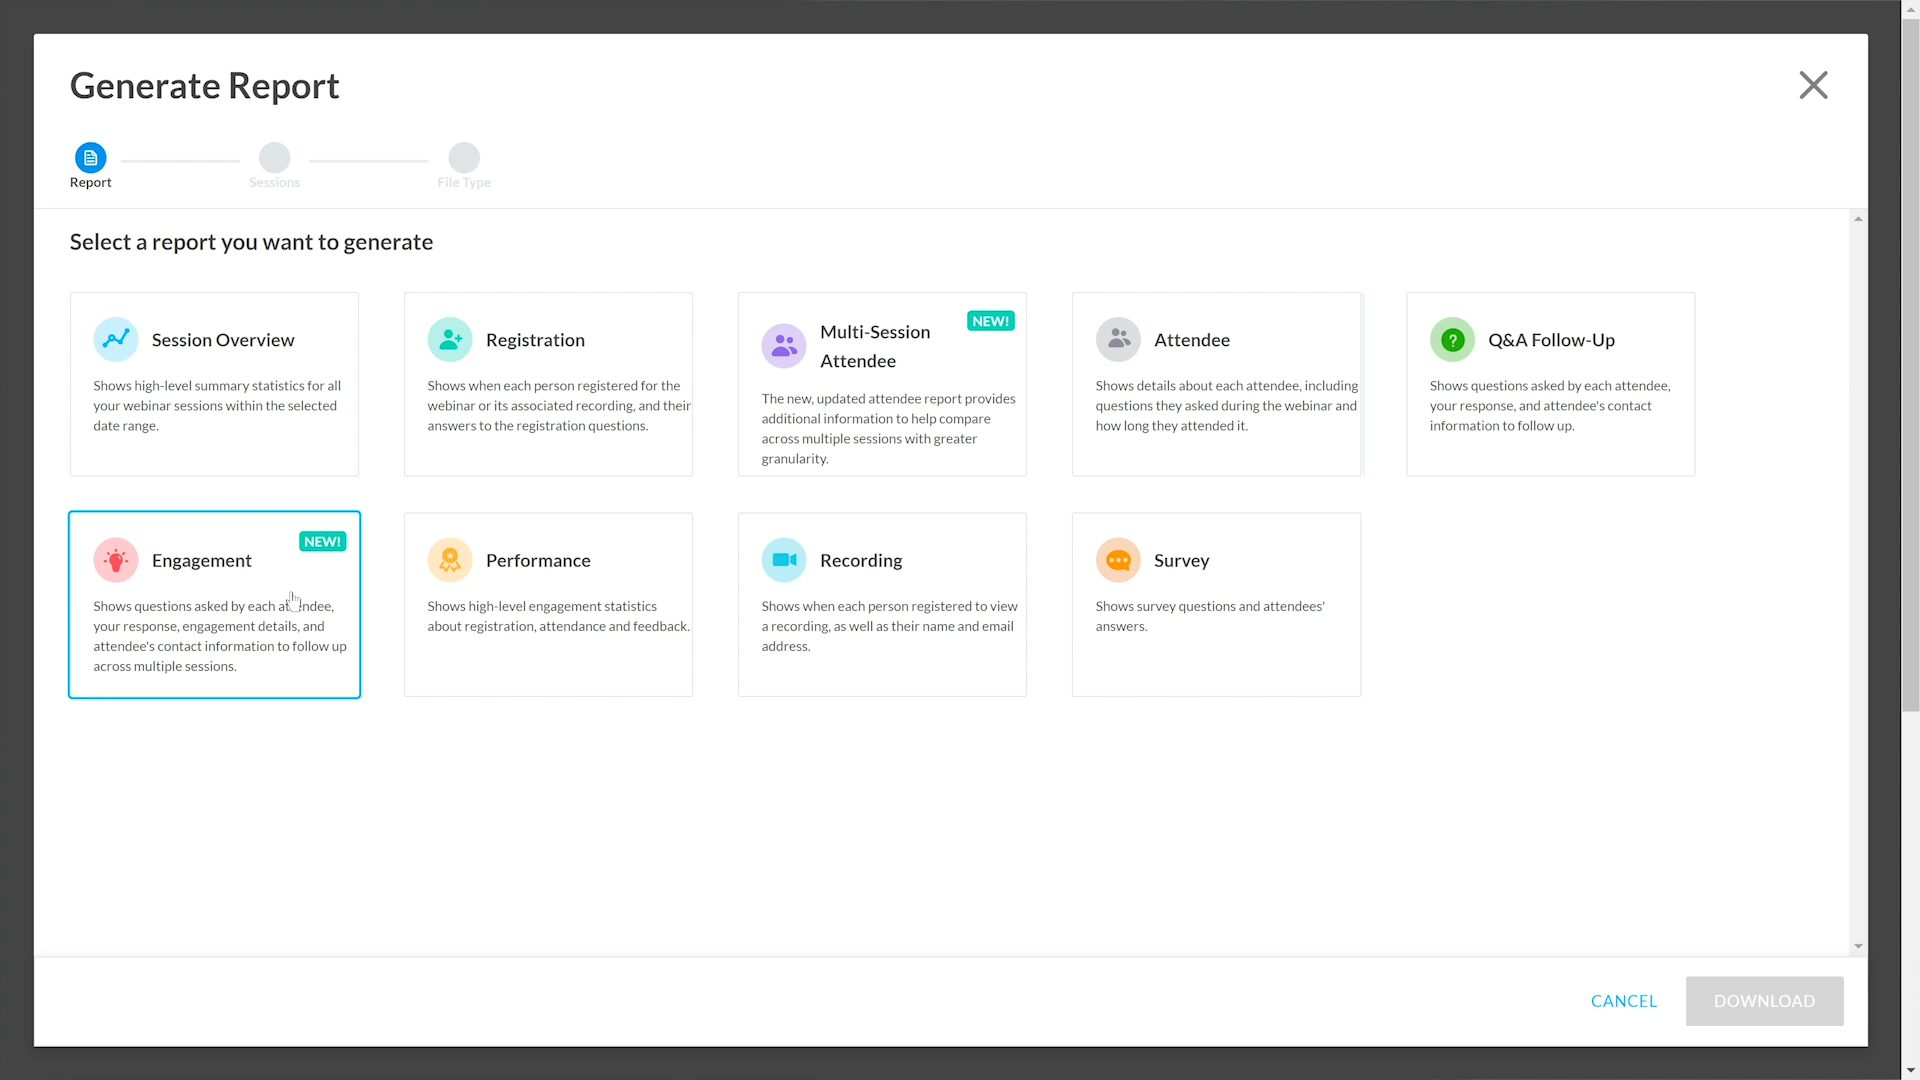 Generate Report
Report
Sessions
File Type
Select a report you want to generate
Session Overview
Shows high-level summary statistics for all
your webinar sessions within the selected
date range.
Registration
Shows when each person registered for the
webinar or its associated recording, and their
answers to the registration questions.
NEW!
Multi-Session
Attendee
The new, updated attendee report provides
additional information to help compare
across multiple sessions with greater
granularity.
Attendee
Shows details about each attendee, including
questions they asked during the webinar and
how long they attended it.
Q&A Follow-Up
Shows questions asked by each attendee,
your response, and attendee's contact
information to follow up.
NEW!
Engagement
Shows questions asked by each attendee,
your response, engagement details, and
attendee's contact information to follow up
across multiple sessions.
Performance
Shows high-level engagement statistics
about registration, attendance and feedback.
Recording
Shows when each person registered to view
a recording, as well as their name and email
address.
Survey
Shows survey questions and attendees'
answers.
CANCEL
DOWNLOAD